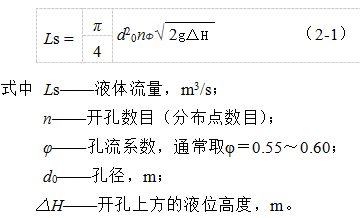 Ls = π/4 d²₀nΦ√2g△H （2-1）
式中 Ls——液体流量，m³/s；
n——开孔数目（分布点数目）；
φ——孔流系数，通常取φ＝0.55～0.60；
d₀——孔径，m；
△H——开孔上方的液位高度，m。